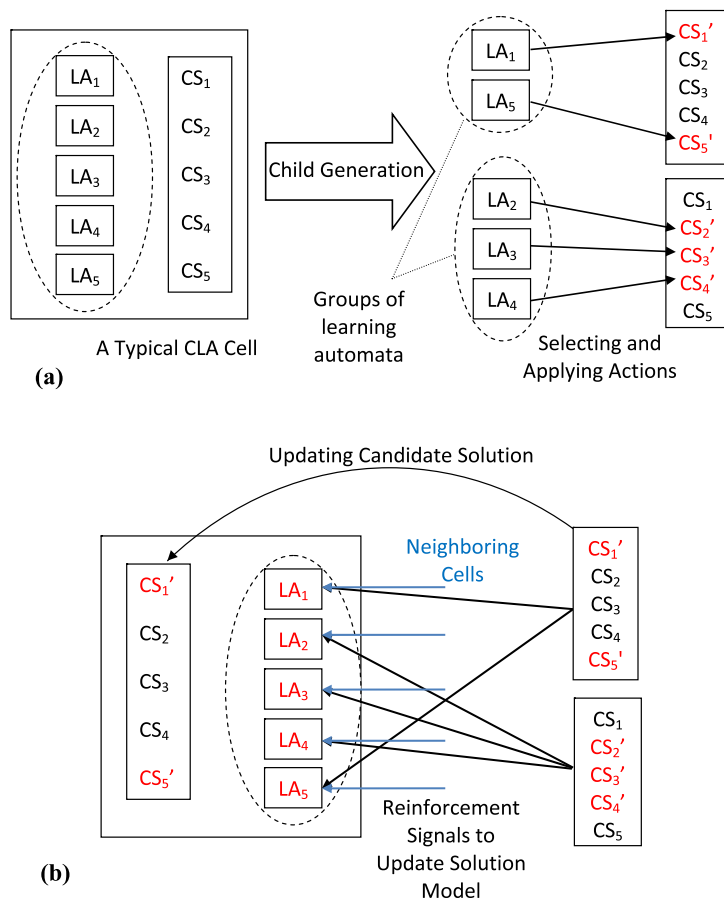 LA₁
LA₂
LA₃
LA₄
LA₅
CS₁
CS₂
CS₃
CS₄
CS₅
A Typical CLA Cell
(a)
Child Generation
Groups of
learning
automata
LA₁
LA₅
LA₂
LA₃
LA₄
CS₁’
CS₂
CS₃
CS₄
CS₅'
CS₁
CS₂’
CS₃’
CS₄’
CS₅
Selecting and
Applying Actions
Updating Candidate Solution
CS₁’
CS₂
CS₃
CS₄
CS₅’
LA₁
LA₂
LA₃
LA₄
LA₅
Neighboring
Cells
CS₁’
CS₂
CS₃
CS₄
CS₅'
CS₁
CS₂’
CS₃’
CS₄’
CS₅
Reinforcement
Signals to
Update Solution
Model
(b)